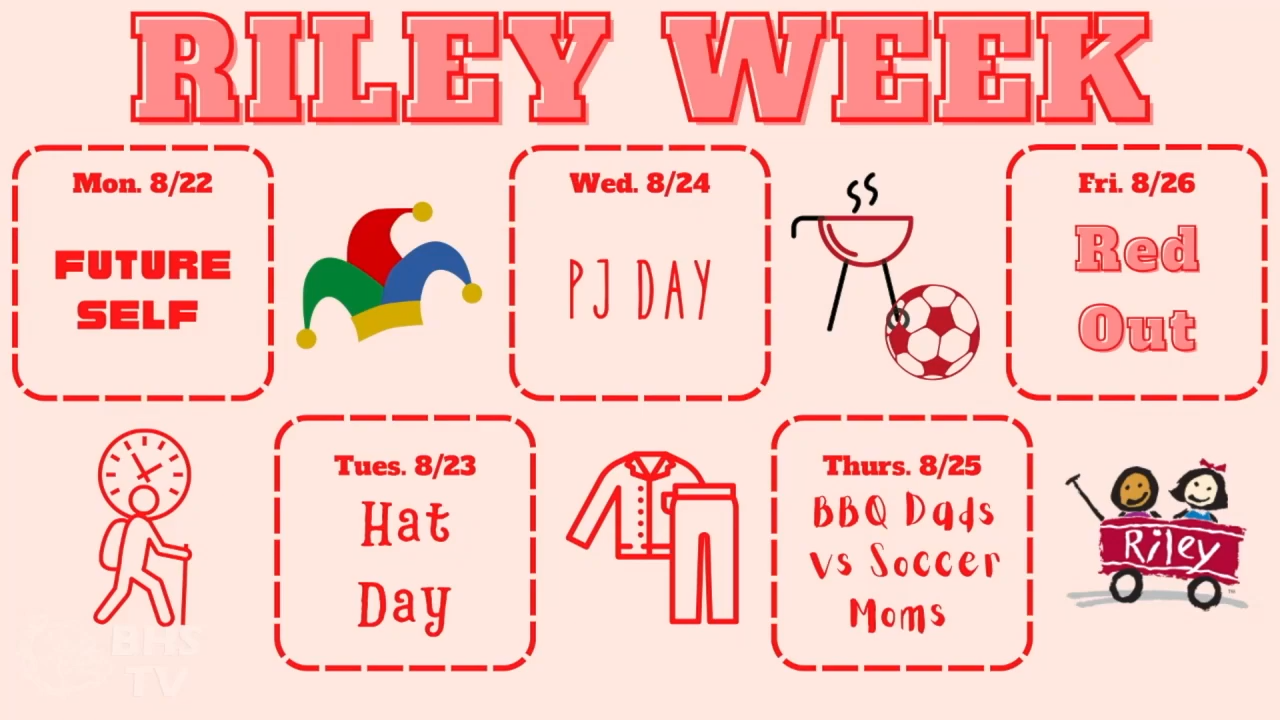 RILEY WEEK
Mon. 8/22
FUTURE
SELF
Tues. 8/23
Hat
Day
Wed. 8/24
PJ DAY
Thurs. 8/25
BBQ Dads
vs Soccer
Moms
Fri. 8/26
Red
Out
Riley
BHS
TV